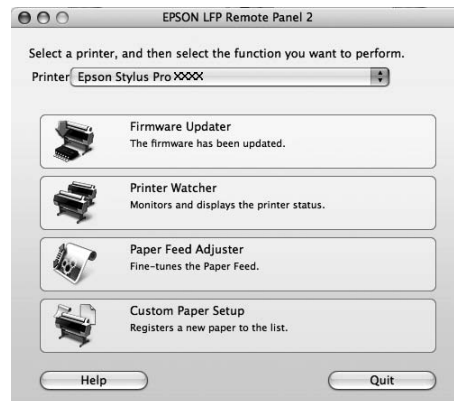 EPSON LFP Remote Panel 2
Select a printer, and then select the function you want to perform.
Printer Epson Stylus Pro XXXX
Firmware Updater
The firmware has been updated.
Printer Watcher
Monitors and displays the printer status.
Paper Feed Adjuster
Fine-tunes the Paper Feed.
Custom Paper Setup
Registers a new paper to the list.
Help Quit